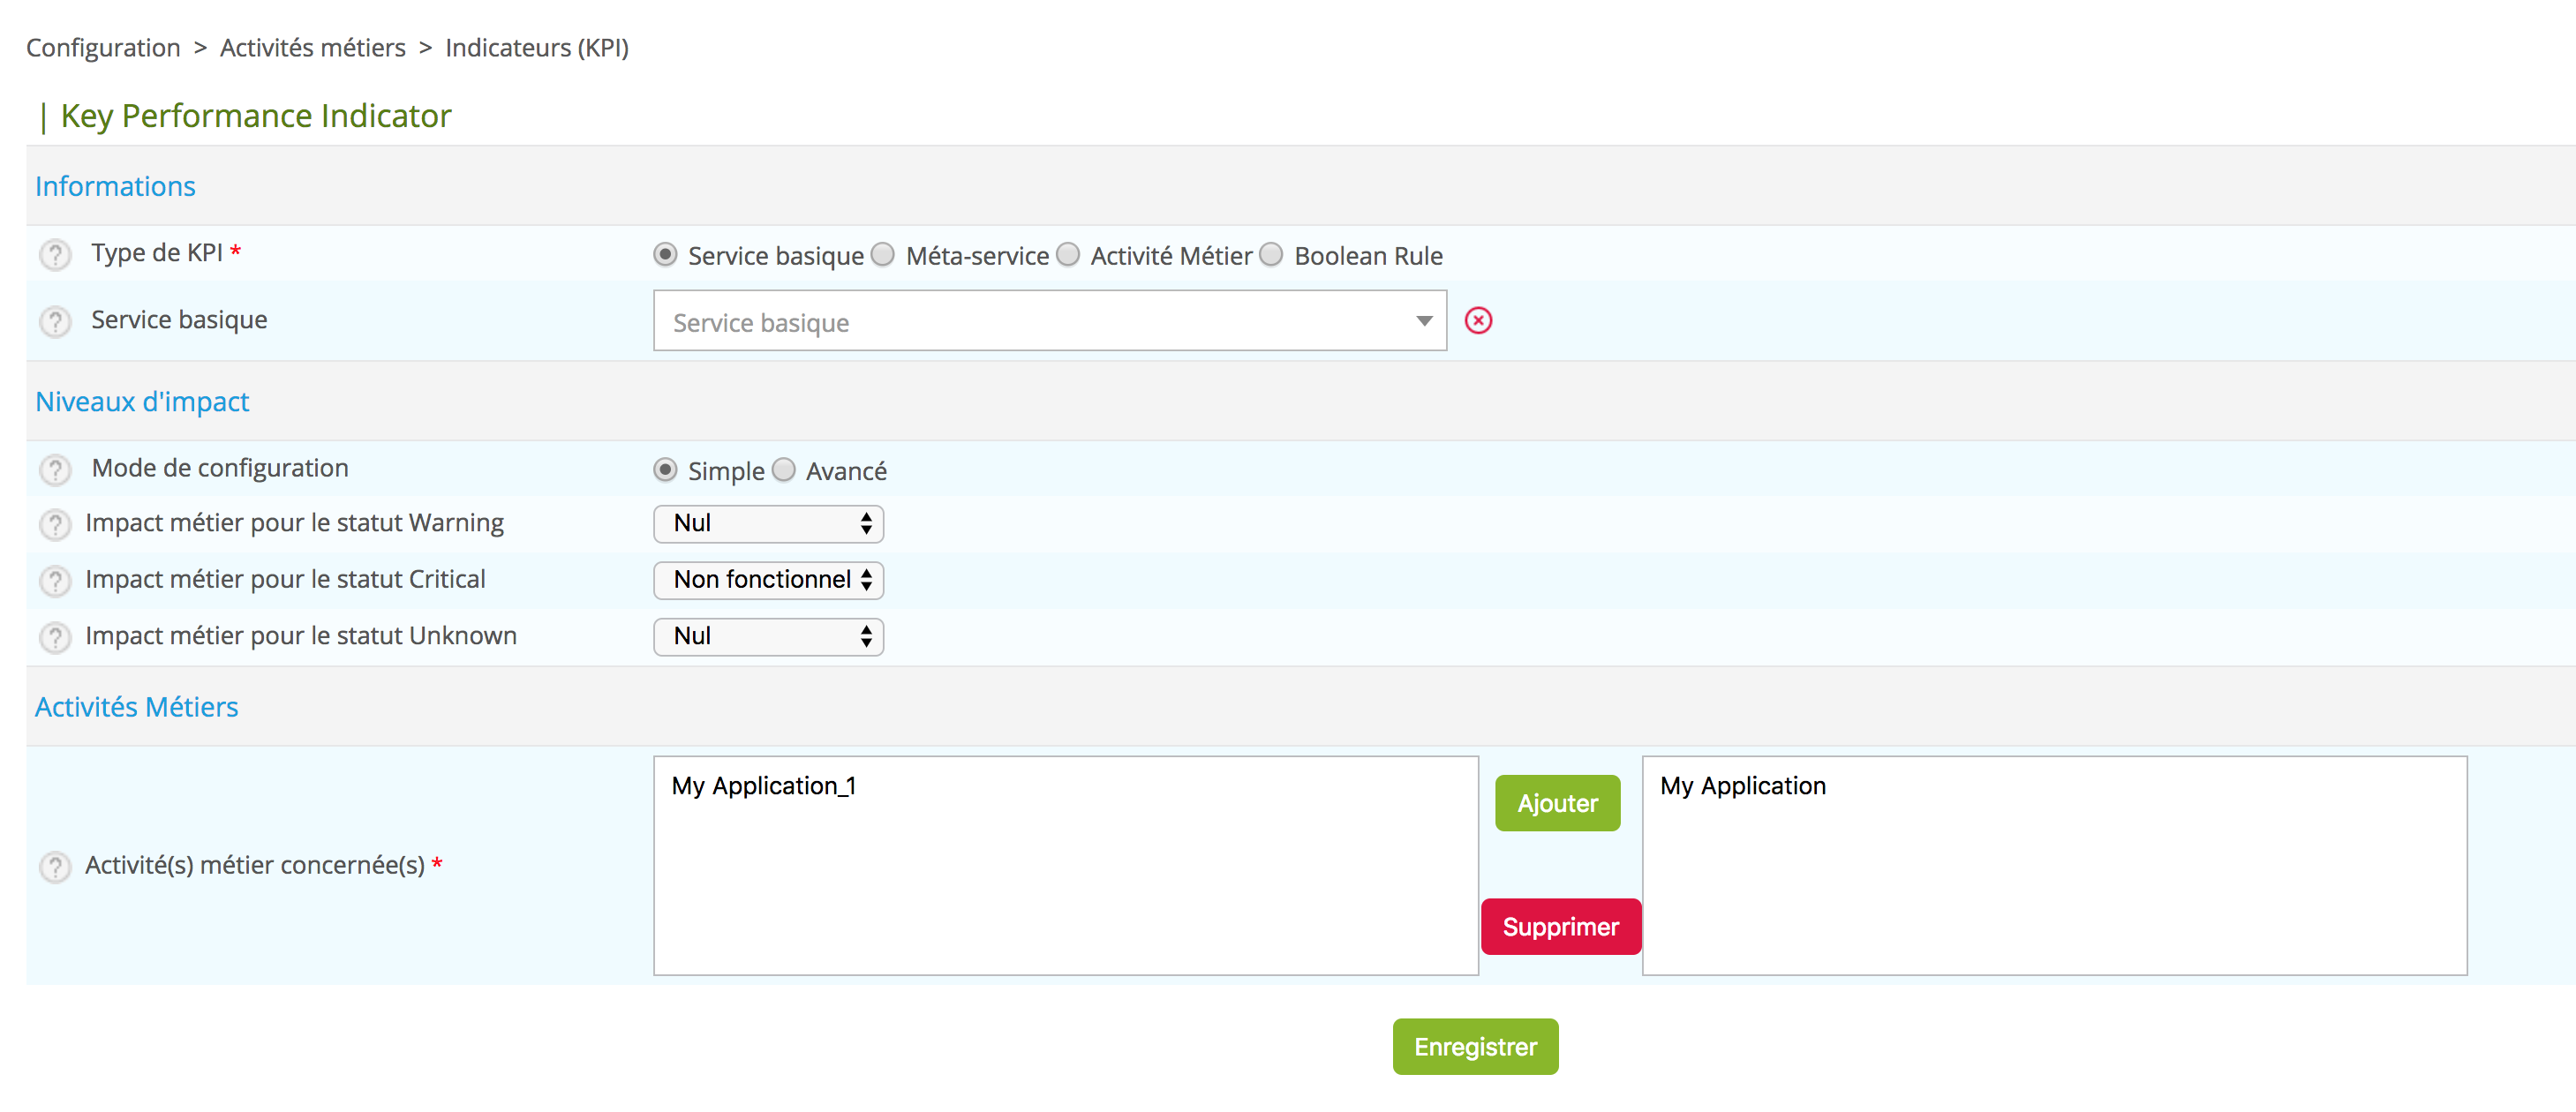 Configuration > Activités métiers > Indicateurs (KPI)
| Key Performance Indicator
Informations
? Type de KPI * Service basique Méta-service Activité Métier Boolean Rule
? Service basique Service basique
Niveaux d'impact
? Mode de configuration Simple Avancé
? Impact métier pour le statut Warning Nul
? Impact métier pour le statut Critical Non fonctionnel
? Impact métier pour le statut Unknown Nul
Activités Métiers
My Application_1 Ajouter My Application
? Activité(s) métier concernée(s) *
Supprimer
Enregistrer